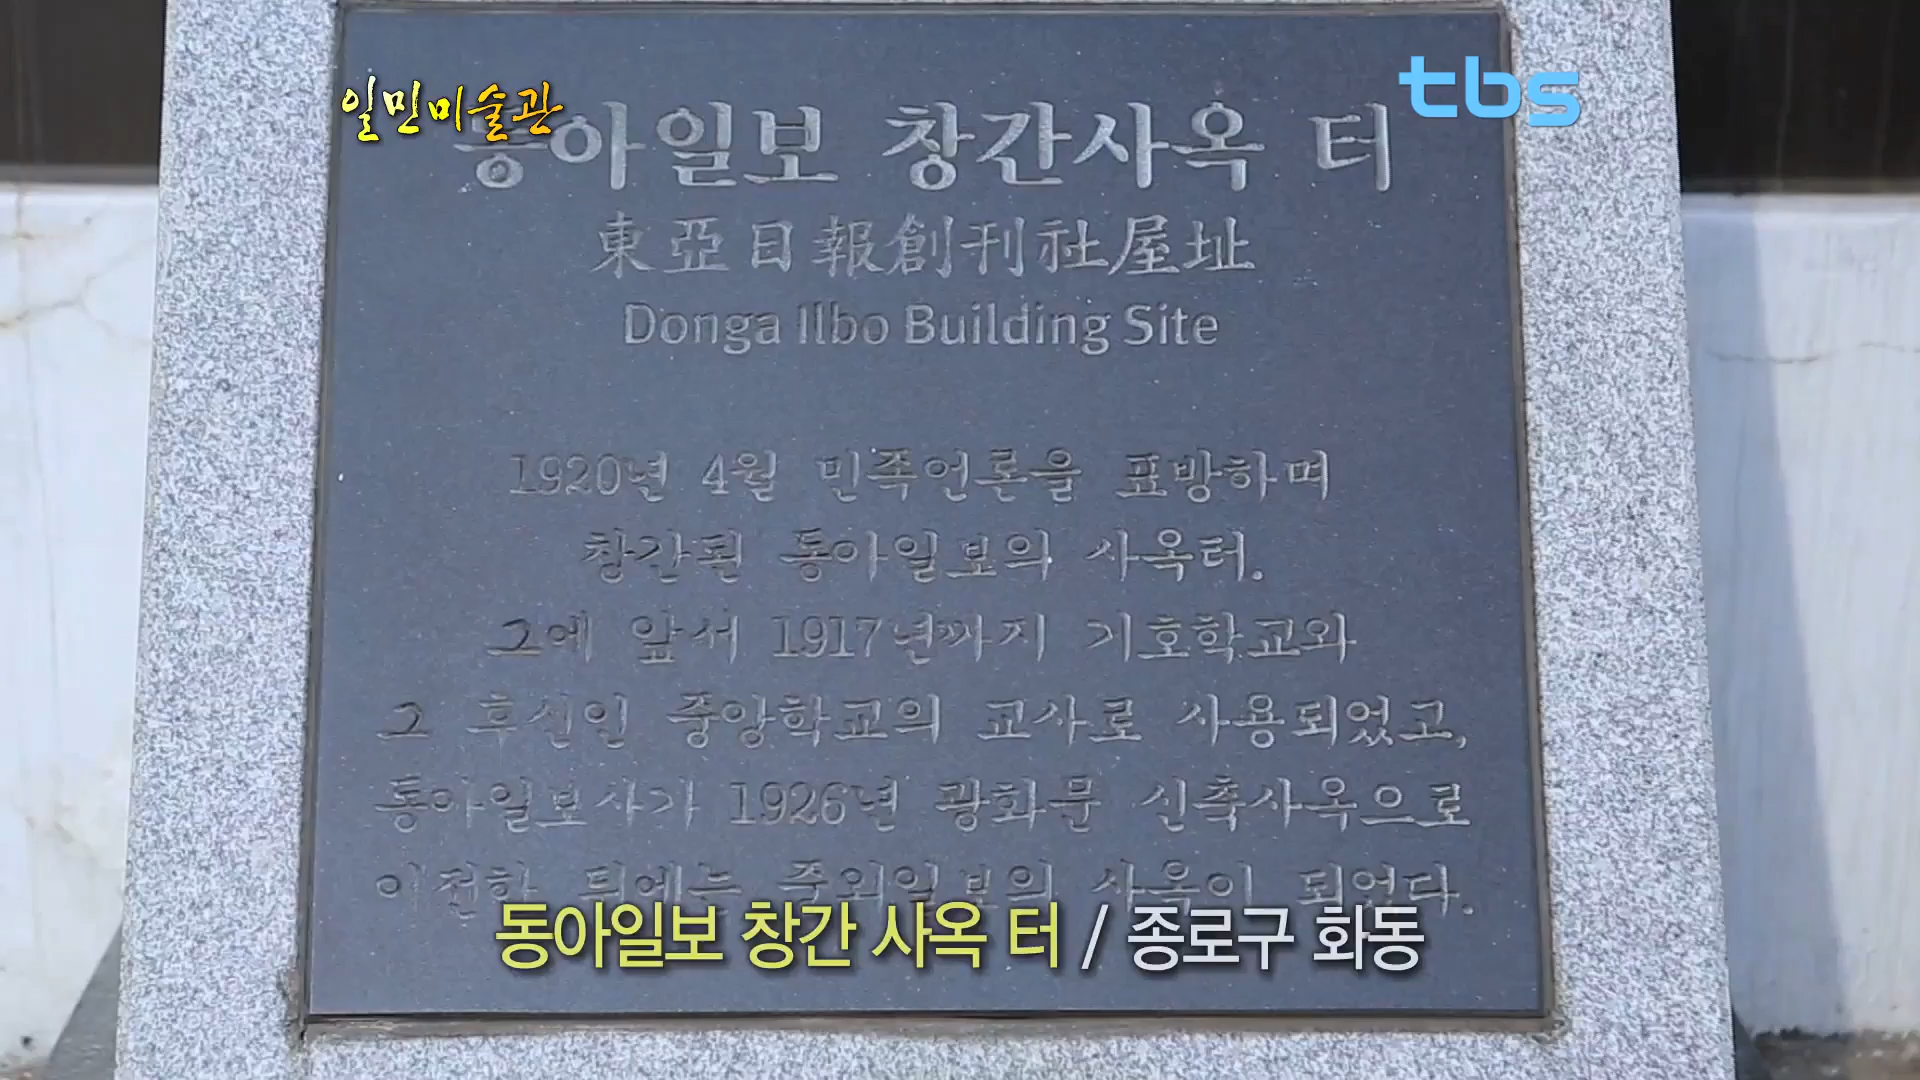 일민미술관
tbs
동아일보 창간사옥 터
東亞日報創刊社屋址
Donga Ilbo Building Site
1920년 4월 민족언론을 표방하며
창간된 동아일보의 사옥터.
그에 앞서 1917년까지 기호학교와
그 후신인 중앙학교의 교사로 사용되었고,
동아일보사가 1926년 광화문 신축사옥으로
이전한 뒤에는 중외일보의 사옥이 되었다.
동아일보 창간 사옥 터 / 종로구 화동